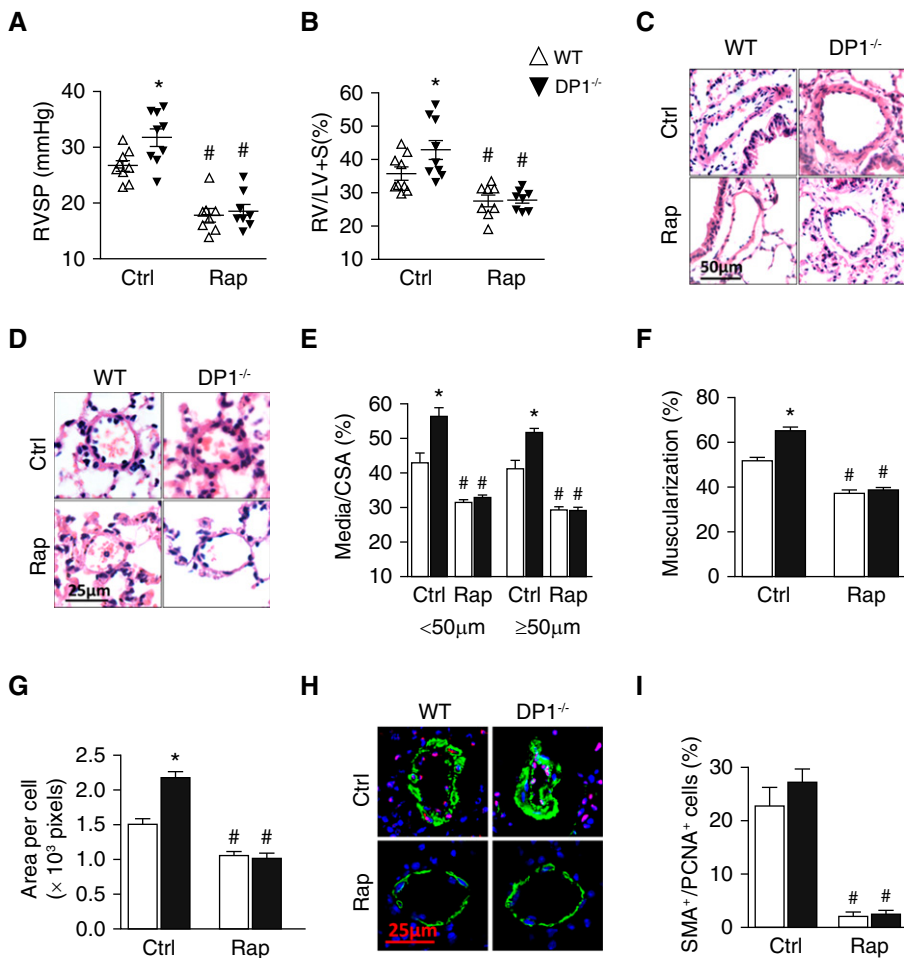 A
RVSP (mmHg)
40
30
20
10
*
#
#
Ctrl
Rap
B
WT
DP1-/-
RV/LV+S(%)
60
50
40
30
20
10
*
#
#
Ctrl
Rap
C
WT
DP1-/-
Ctrl
Rap
50μm
D
WT
DP1-/-
Ctrl
Rap
25μm
E
Media/CSA (%)
60
50
40
30
20
10
*
# #
*
# #
Ctrl Rap Ctrl Rap
<50μm ≥50μm
F
Muscularization (%)
80
60
40
20
0
*
# #
Ctrl
Rap
G
Area per cell
(× 10³ pixels)
2.5
2.0
1.5
1.0
0.5
0.0
*
# #
Ctrl
Rap
H
WT
DP1-/-
Ctrl
Rap
25μm
I
SMA⁺/PCNA⁺ cells (%)
30
20
10
0
# #
Ctrl
Rap